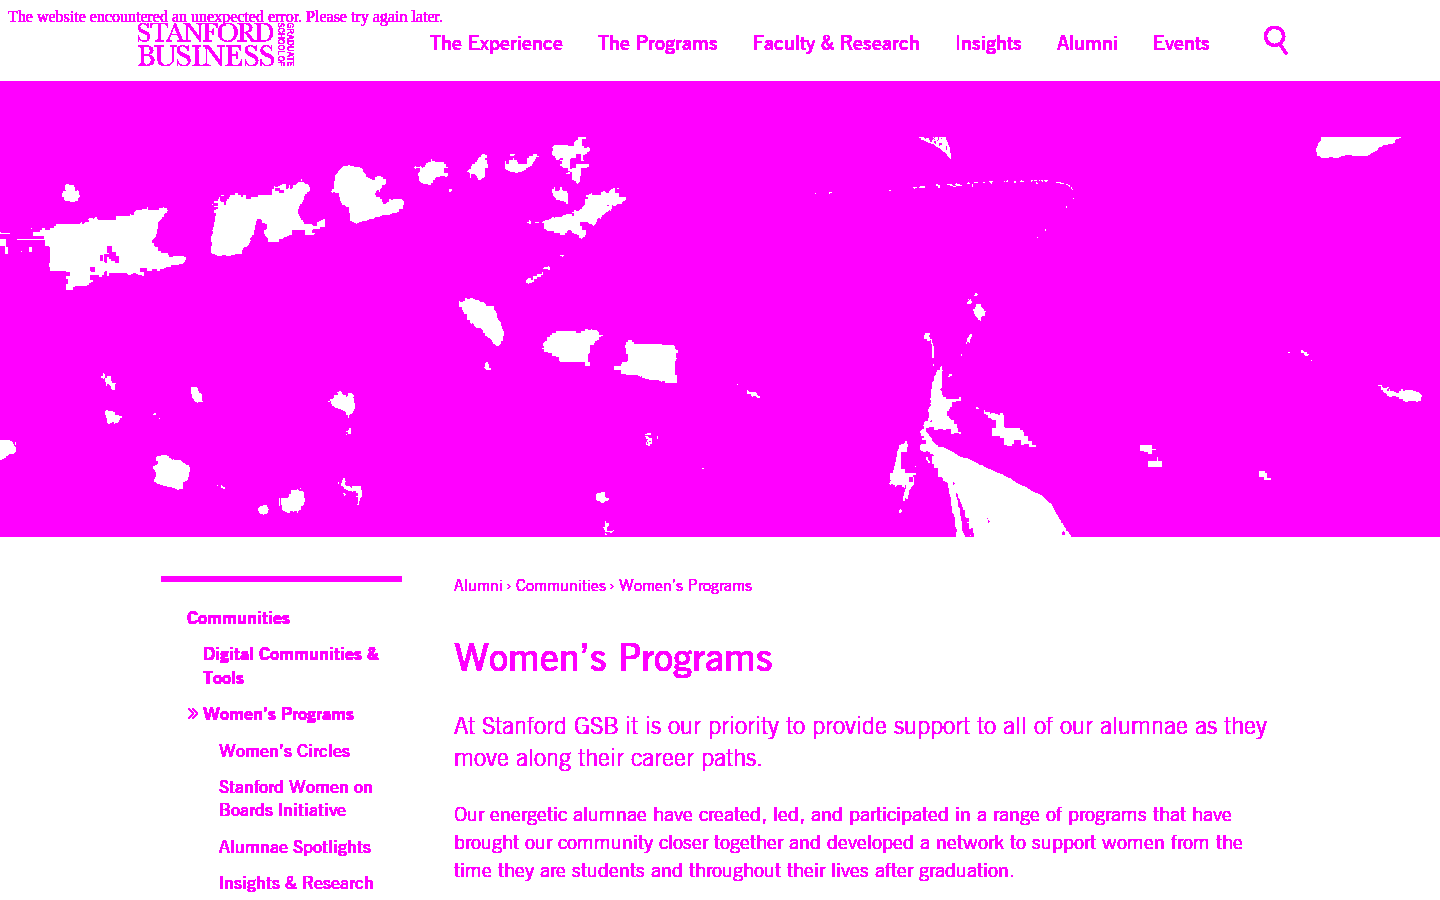 The website encountered an unexpected error. Please try again later.
STANFORD
BUSINESS
GRADUATE
SCHOOL OF
The Experience
The Programs
Faculty & Research
Insights
Alumni
Events
Alumni › Communities › Women's Programs
Communities
Digital Communities &
Tools
» Women's Programs
Women's Circles
Stanford Women on
Boards Initiative
Alumnae Spotlights
Insights & Research
Women's Programs
At Stanford GSB it is our priority to provide support to all of our alumnae as they
move along their career paths.
Our energetic alumnae have created, led, and participated in a range of programs that have
brought our community closer together and developed a network to support women from the
time they are students and throughout their lives after graduation.